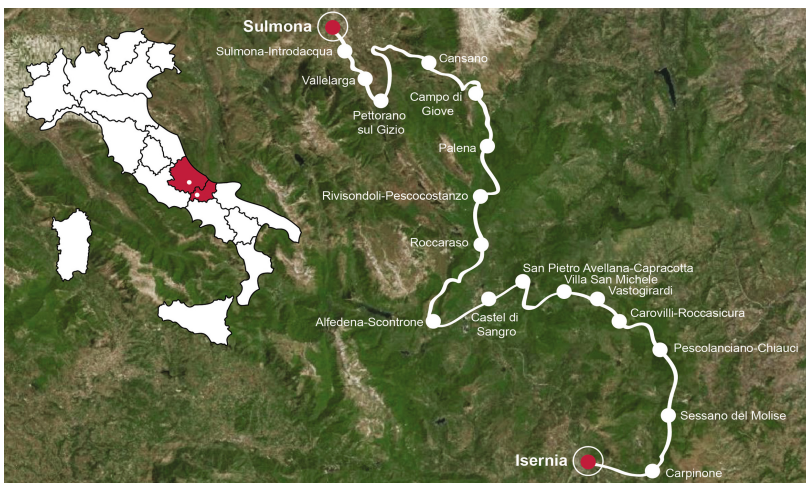 Sulmona
Sulmona-Introdacqua
Vallelarga
Pettorano
sul Gizio
Cansano
Campo di
Giove
Palena
Rivisondoli-Pescocostanzo
Roccaraso
Alfedena-Scontrone
Castel di
Sangro
San Pietro Avellana-Capracotta
Villa San Michele
Vastogirardi
Carovilli-Roccasicura
Pescolanciano-Chiauci
Sessano del Molise
Carpinone
Isernia